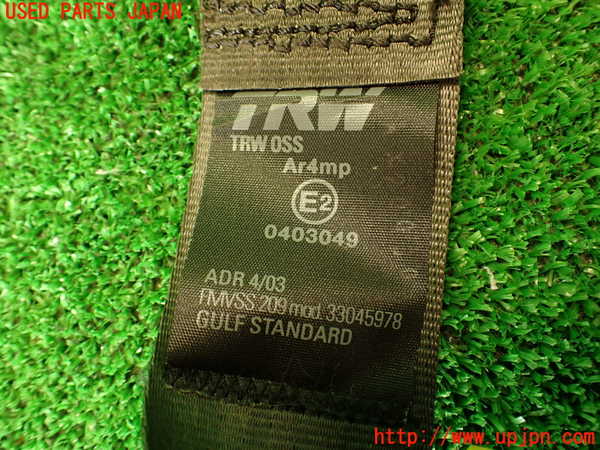 USED PARTS JAPAN
TRW
TRW OSS
Ar4mp
E2
0403049
ADR 4/03
FMVSS 209 mod 33045978
GULF STANDARD
http://www.upjpn.com